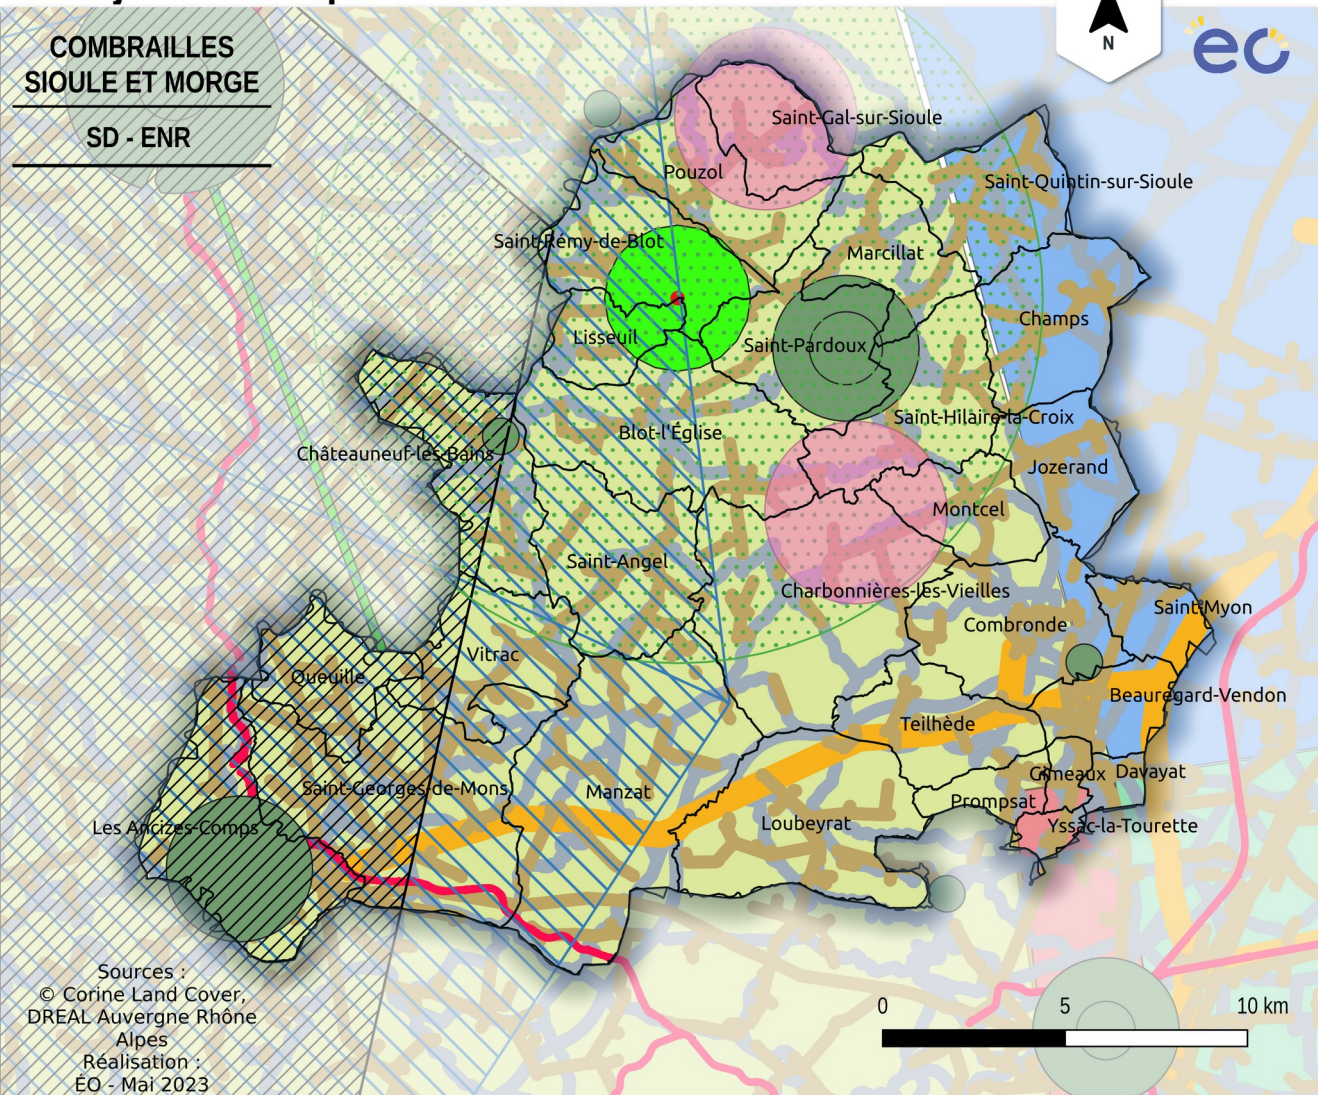 COMBRAILLES
SIOULE ET MORGE
SD - ENR
N
éo
Saint-Gal-sur-Sioule
Pouzol
Saint-Quintin-sur-Sioule
Saint-Rémy-de-Blot
Marcillat
Champs
Lisseuil
Saint-Pardoux
Saint-Hilaire-la-Croix
Blot-l'Église
Châteauneuf-les-Bains
Jozerand
Montcel
Saint-Angel
Charbonnières-les-Vieilles
Saint-Myon
Combronde
Vitrac
Queuille
Beauregard-Vendon
Teilhède
Gimeaux
Davayat
Saint-Georges-de-Mons
Manzat
Prompsat
Loubeyrat
Yssac-la-Tourette
Les Ancizes-Comps
Sources :
© Corine Land Cover,
DREAL Auvergne Rhône
Alpes
Réalisation :
ÉO - Mai 2023
0 5 10 km